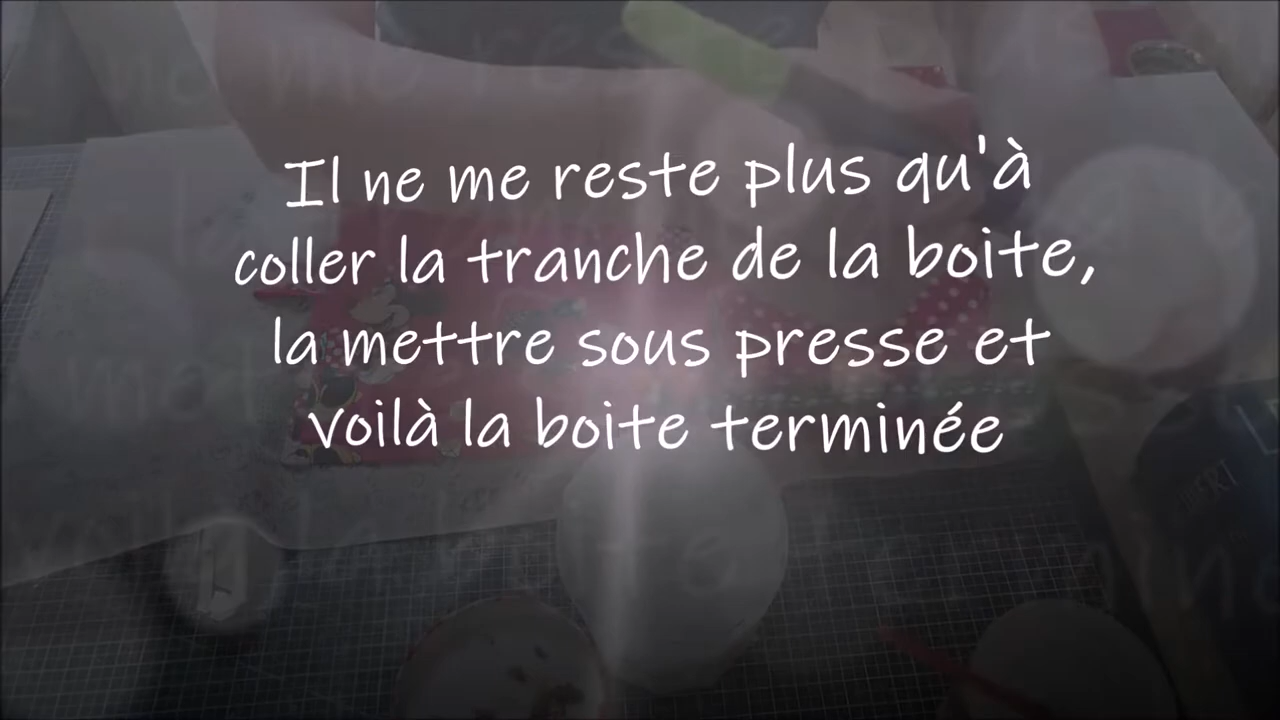 Il ne me reste plus qu'à
coller la tranche de la boite,
la mettre sous presse et
voilà la boite terminée